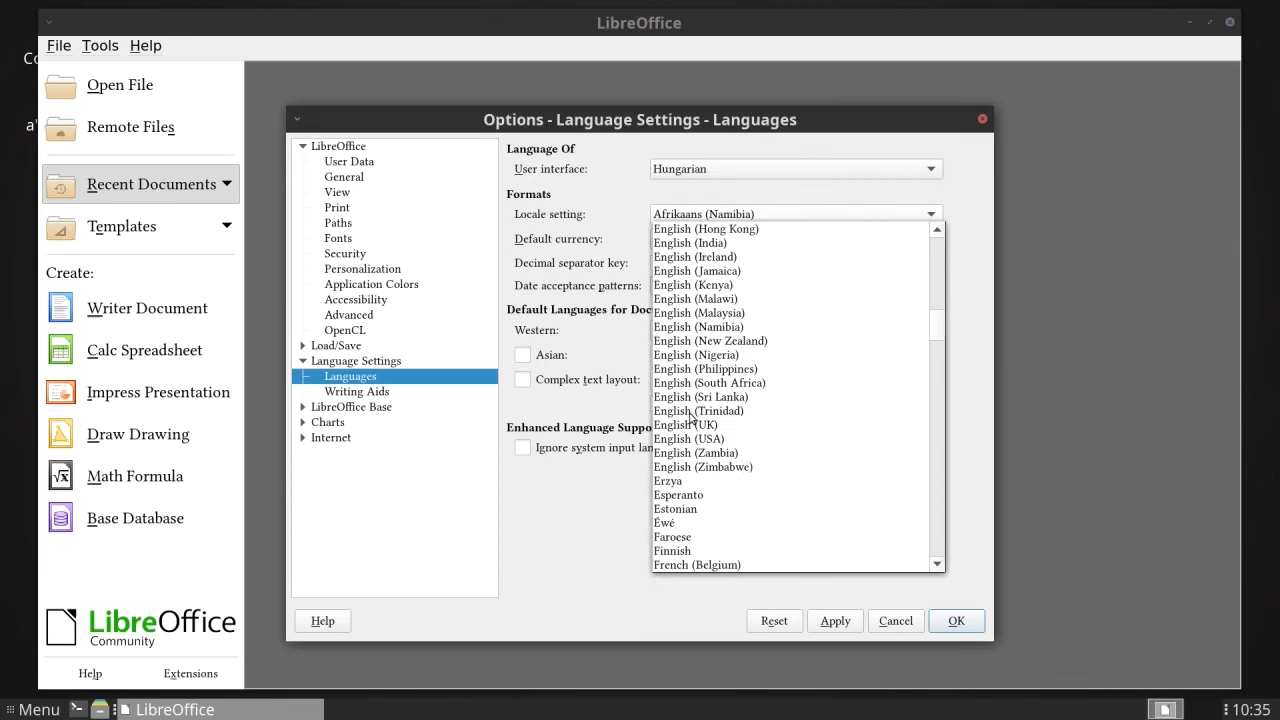 LibreOffice
File Tools Help
Open File
Remote Files
Recent Documents
Templates
Create:
Writer Document
Calc Spreadsheet
Impress Presentation
Draw Drawing
Math Formula
Base Database
LibreOffice
Community
Help Extensions
Options - Language Settings - Languages
LibreOffice
User Data
General
View
Print
Paths
Fonts
Security
Personalization
Application Colors
Accessibility
Advanced
OpenCL
Load/Save
Language Settings
Languages
Writing Aids
LibreOffice Base
Charts
Internet
Language Of
User interface: Hungarian
Formats
Locale setting: Afrikaans (Namibia)
Default currency:
Decimal separator key:
Date acceptance patterns:
Default Languages for Doc
Western:
Asian:
Complex text layout:
Enhanced Language Suppo
Ignore system input lan
English (Hong Kong)
English (India)
English (Ireland)
English (Jamaica)
English (Kenya)
English (Malawi)
English (Malaysia)
English (Namibia)
English (New Zealand)
English (Nigeria)
English (Philippines)
English (South Africa)
English (Sri Lanka)
English (Trinidad)
English (UK)
English (USA)
English (Zambia)
English (Zimbabwe)
Erzya
Esperanto
Estonian
Éwé
Faroese
Finnish
French (Belgium)
Help Reset Apply Cancel OK
Menu LibreOffice 10:35